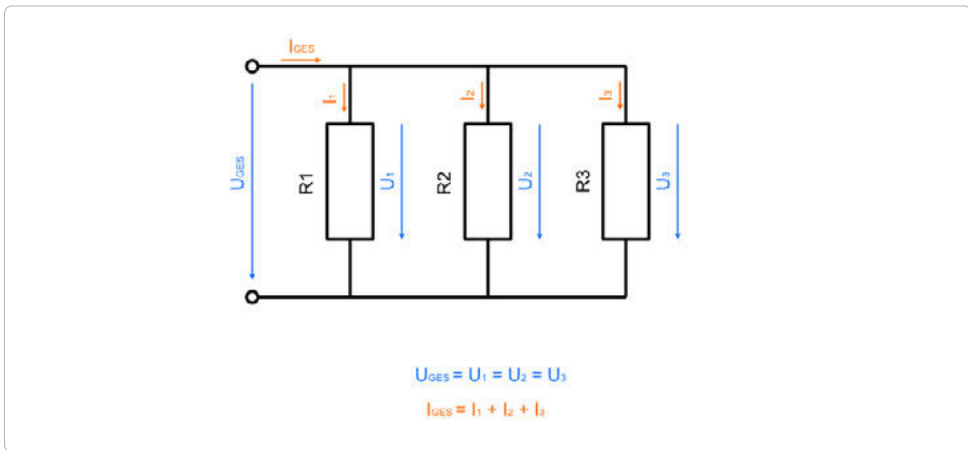 IGES
I1
I2
I3
UGES
R1
U1
R2
U2
R3
U3
UGES = U1 = U2 = U3
IGES = I1 + I2 + I3